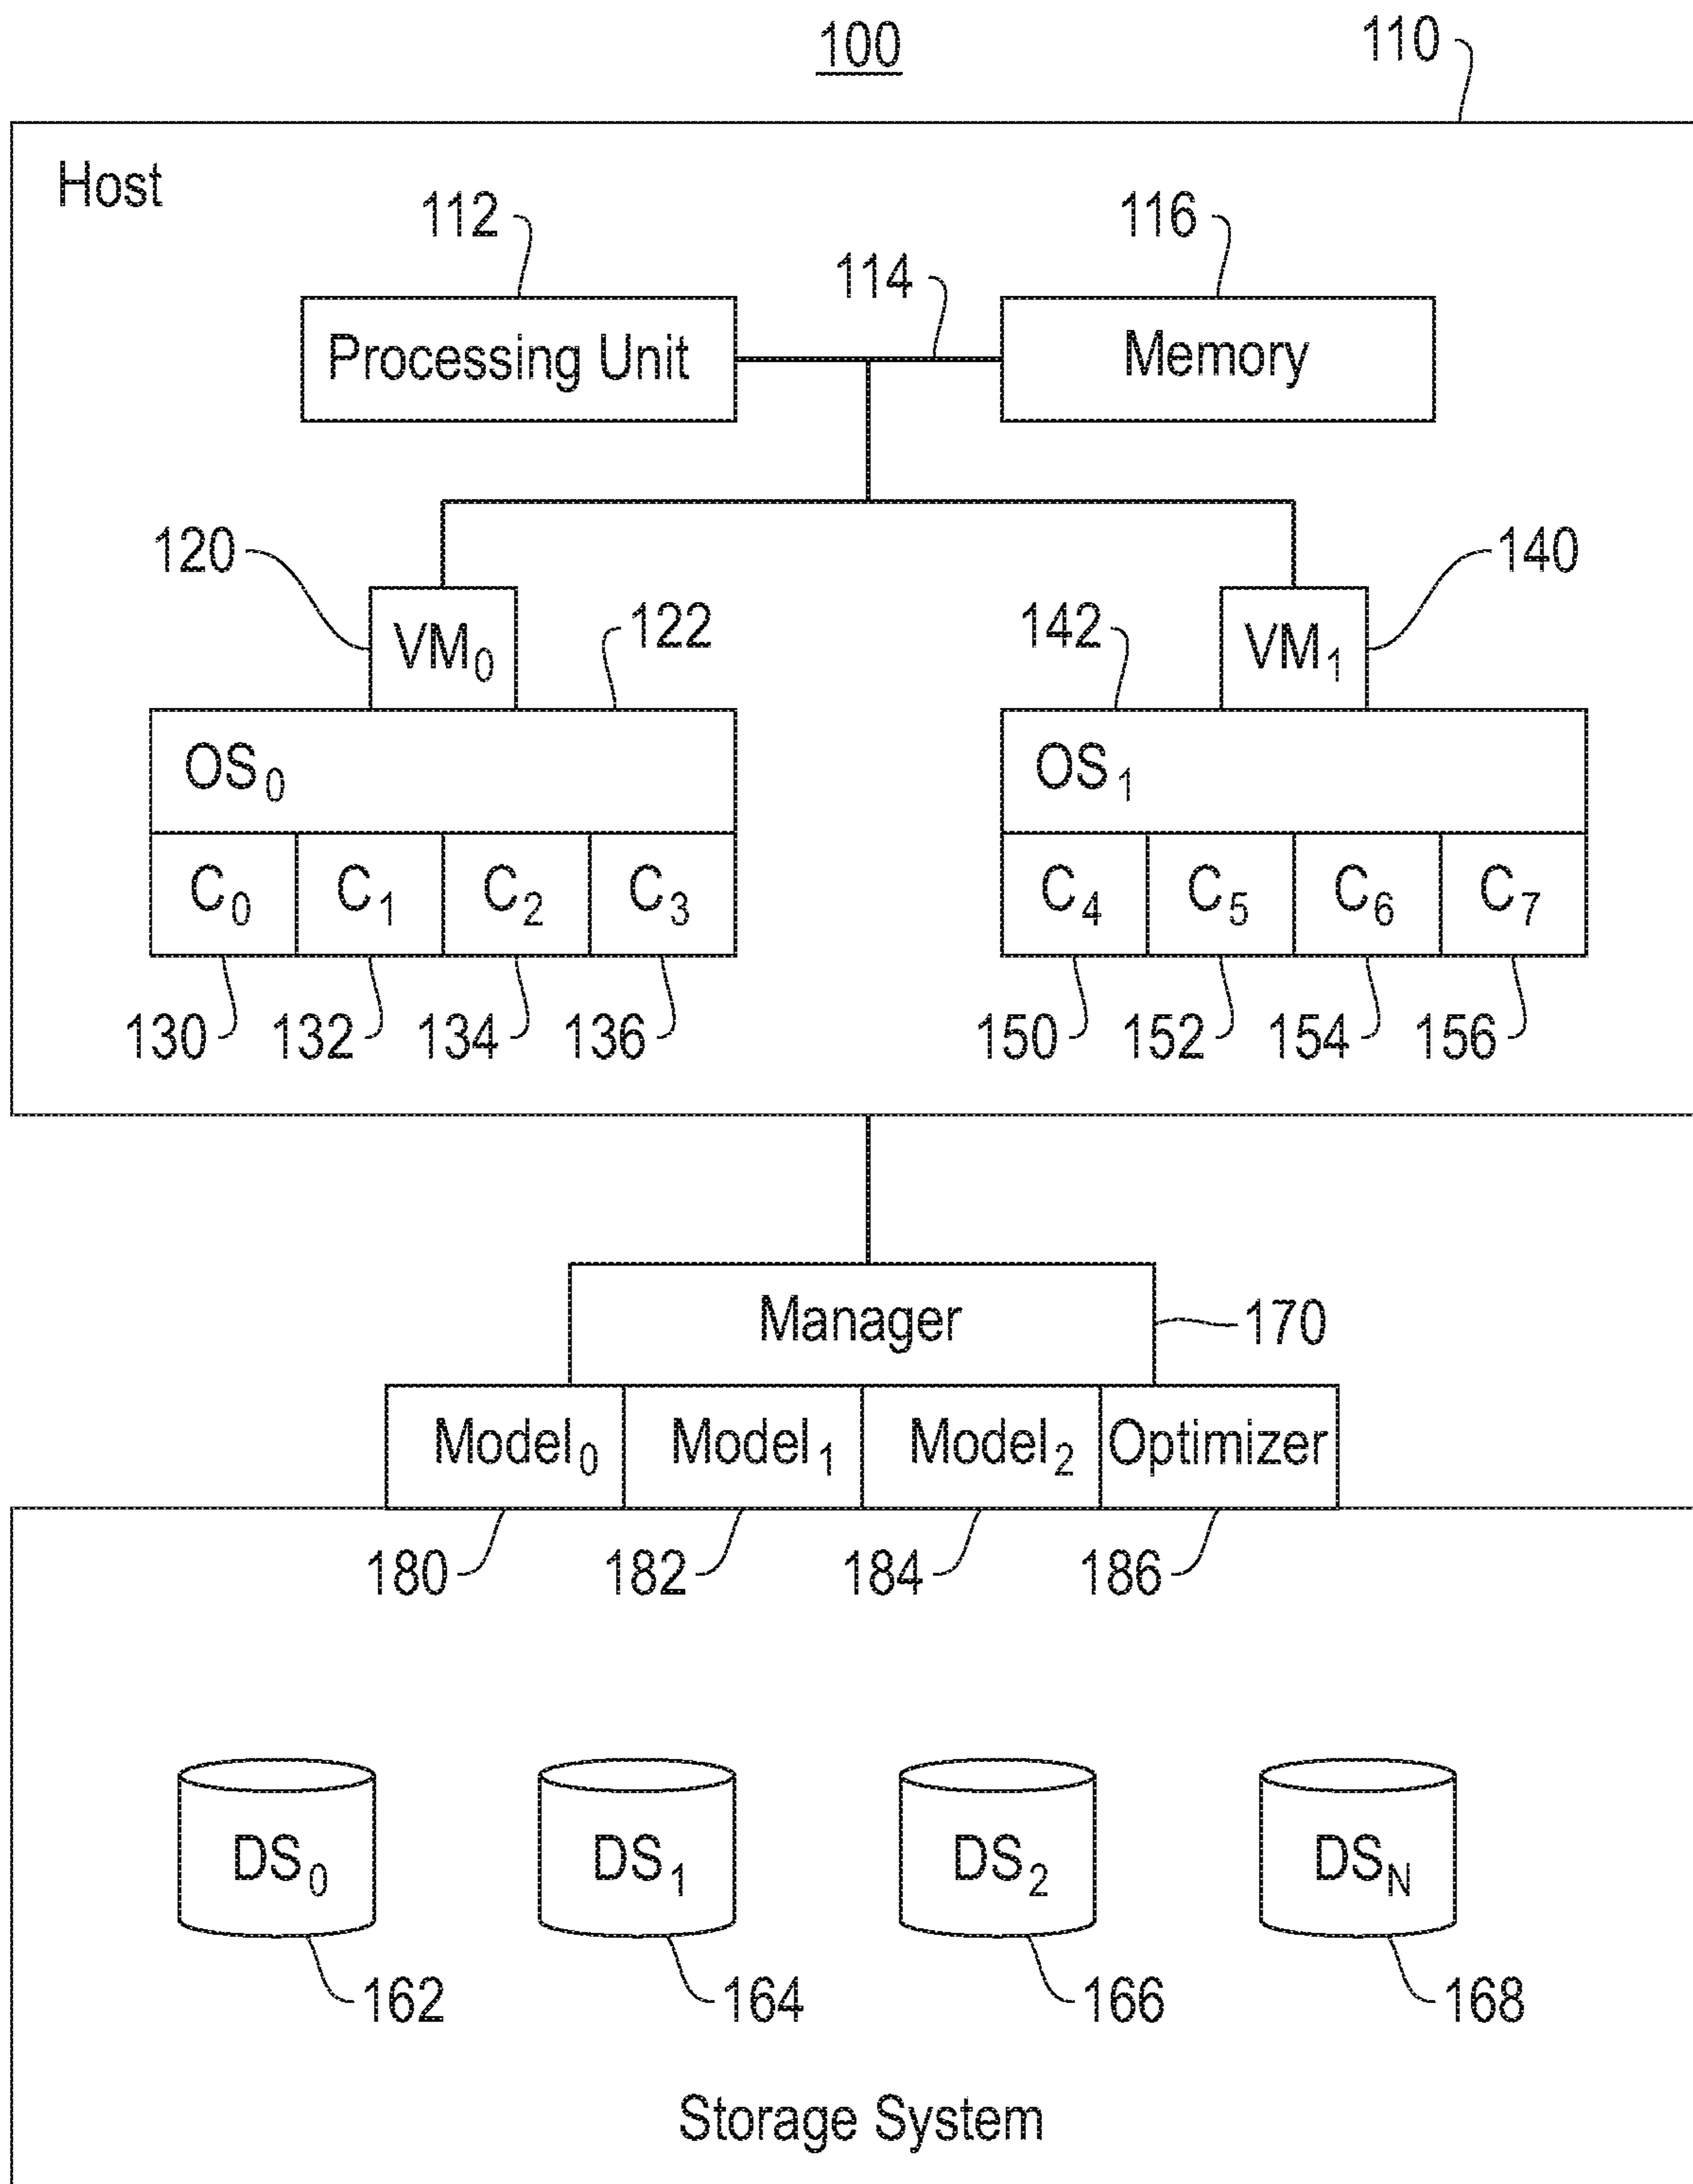 100
110
Host
112
116
114
Processing Unit
Memory
120
140
122
142
VM0
VM1
OS0
OS1
C0 C1 C2 C3
C4 C5 C6 C7
130 132 134 136
150 152 154 156
Manager
170
Model0 Model1 Model2 Optimizer
180 182 184 186
DS0 DS1 DS2 DSN
162 164 166 168
Storage System